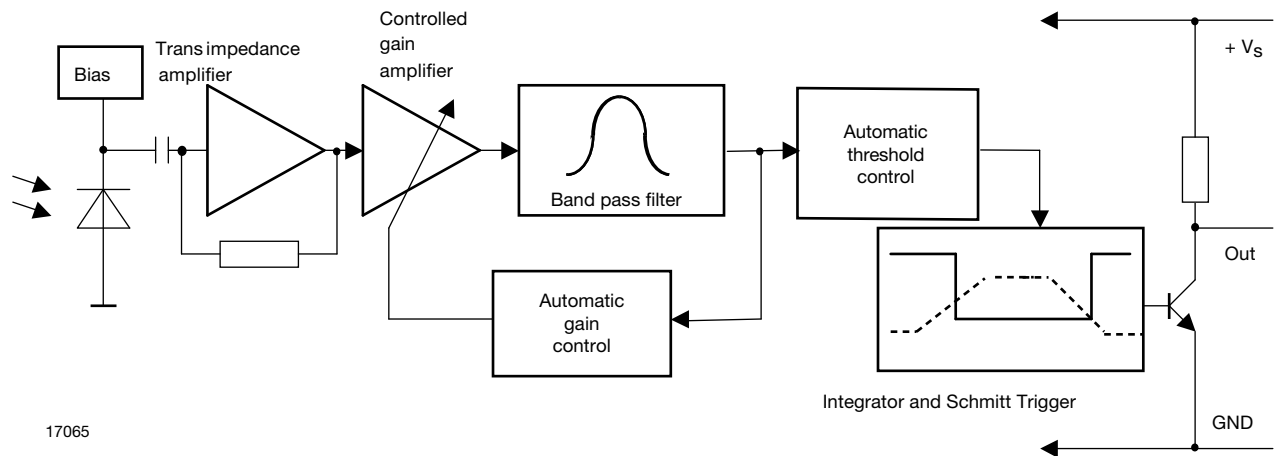 Controlled
gain
amplifier
Trans impedance
amplifier
Bias
+ Vs
Automatic
threshold
control
Band pass filter
Out
Automatic
gain
control
Integrator and Schmitt Trigger
GND
17065